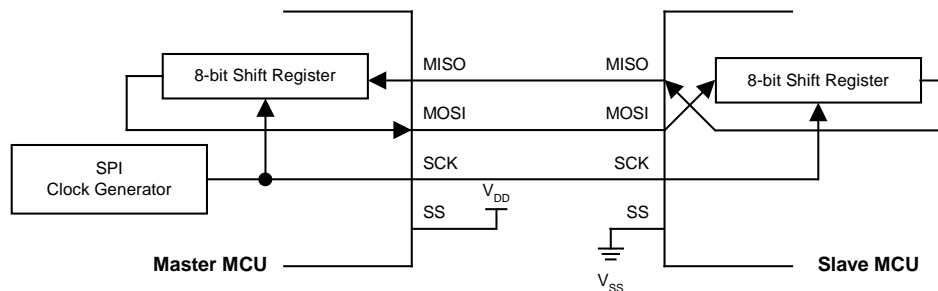 MISO
MISO
8-bit Shift Register
8-bit Shift Register
MOSI
MOSI
SPI
Clock Generator
SCK
SCK
VDD
SS
SS
Master MCU
Slave MCU
VSS